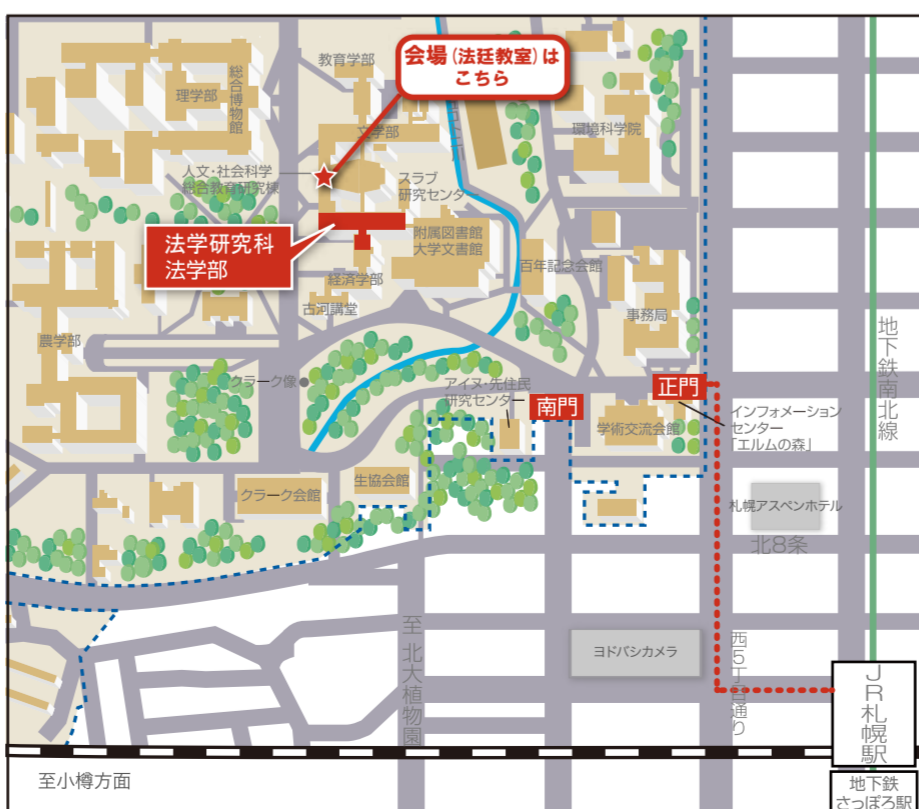 会場(法廷教室)は
こちら
教育学部
総合博物館
理学部
文学部
環境科学院
人文・社会科学
総合教育研究棟
スラブ
研究センター
法学研究科
法学部
附属図書館
大学文書館
百年記念会館
経済学部
古河講堂
事務局
農学部
地下鉄南北線
クラーク像
アイヌ・先住民
研究センター
南門
正門
インフォメーション
センター
「エルムの森」
学術交流会館
生協会館
クラーク会館
札幌アスペンホテル
北8条
至 北大植物園
ヨドバシカメラ
西5丁目通り
JR札幌駅
至小樽方面
地下鉄
さっぽろ駅